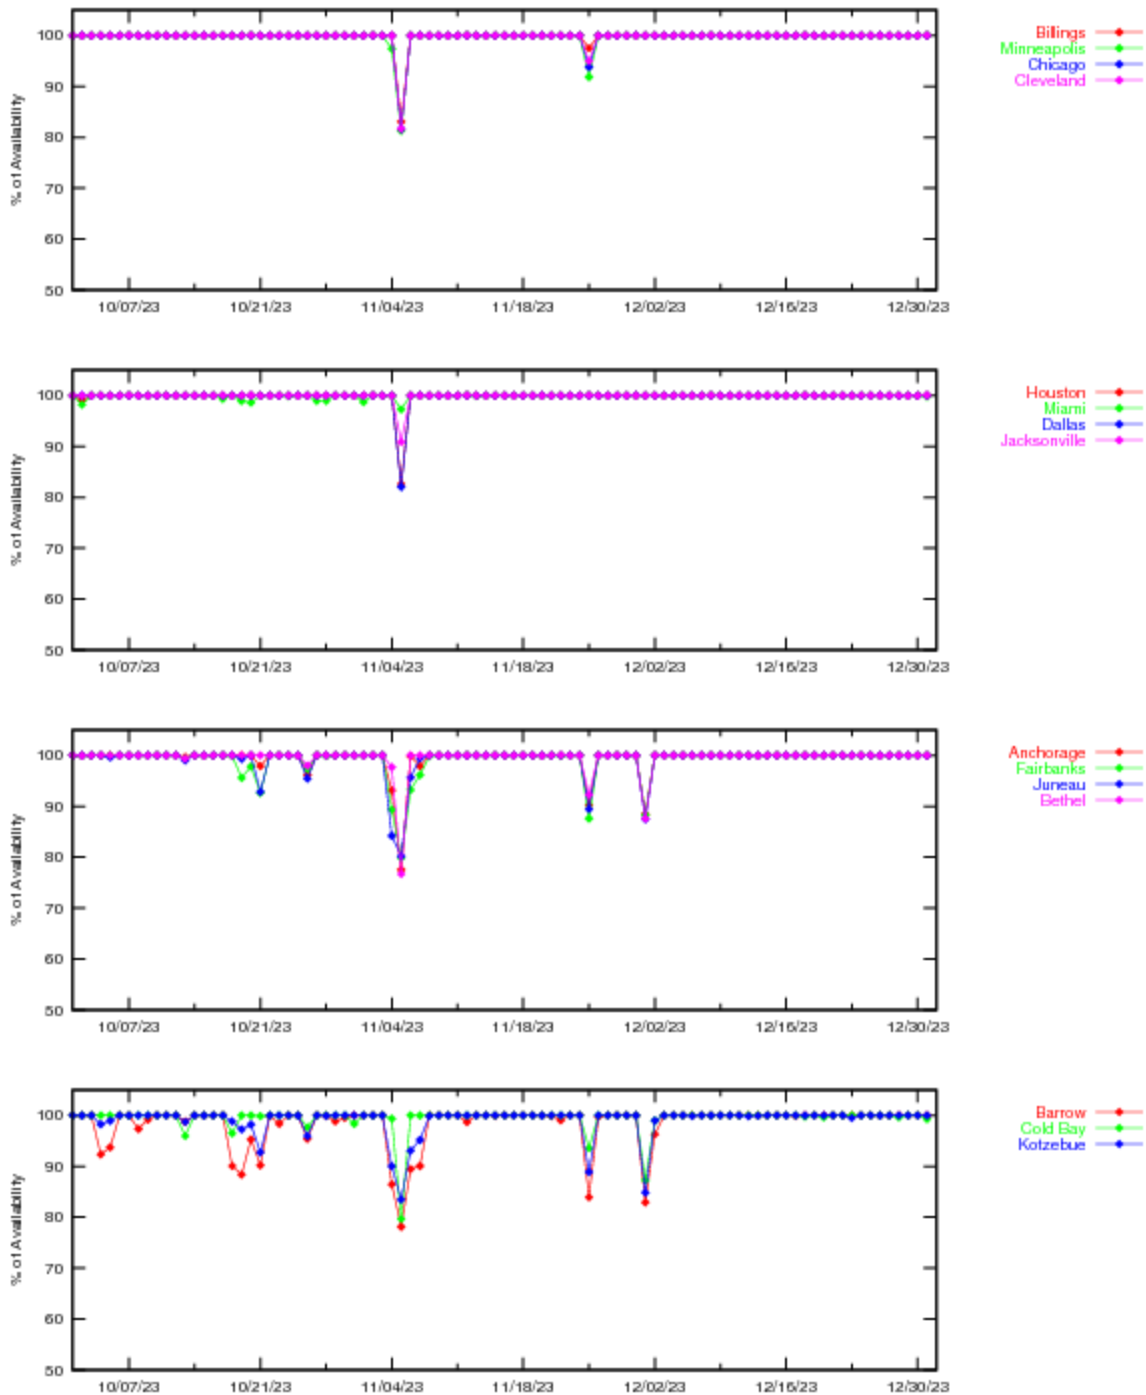 100
90
80
70
60
50
% of Availability
10/07/23 10/21/23 11/04/23 11/18/23 12/02/23 12/16/23 12/30/23
Billings
Minneapolis
Chicago
Cleveland
100
90
80
70
60
50
% of Availability
10/07/23 10/21/23 11/04/23 11/18/23 12/02/23 12/16/23 12/30/23
Houston
Miami
Dallas
Jacksonville
100
90
80
70
60
50
% of Availability
10/07/23 10/21/23 11/04/23 11/18/23 12/02/23 12/16/23 12/30/23
Anchorage
Fairbanks
Juneau
Bethel
100
90
80
70
60
50
% of Availability
10/07/23 10/21/23 11/04/23 11/18/23 12/02/23 12/16/23 12/30/23
Barrow
Cold Bay
Kotzebue